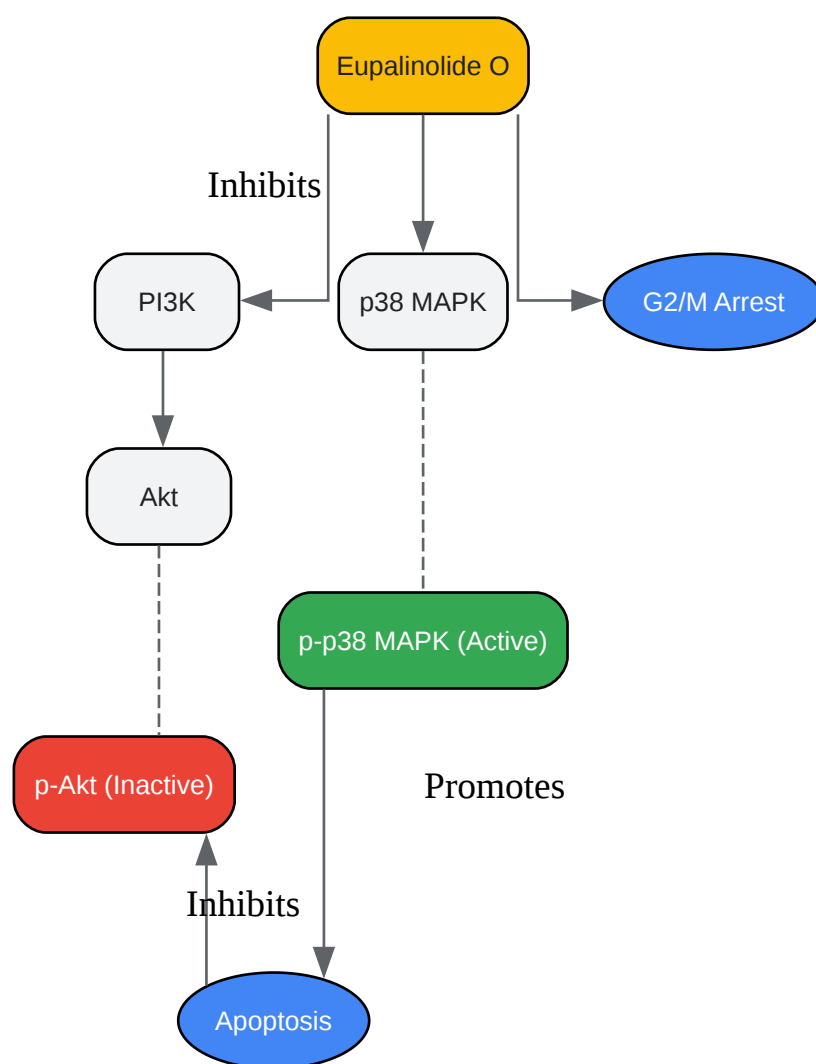 Eupalinolide O
Inhibits
PI3K
p38 MAPK
G2/M Arrest
Akt
p-p38 MAPK (Active)
p-Akt (Inactive)
Promotes
Inhibits
Apoptosis